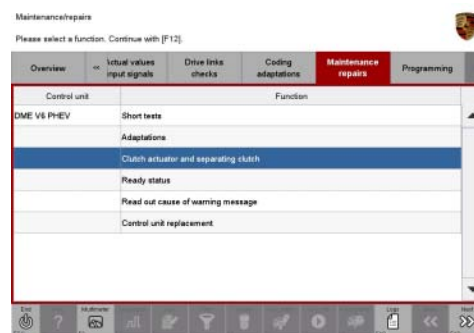 Maintenance/repairs
Please select a function. Continue with [F12].
Overview
«
Actual values
input signals
Drive links
checks
Coding
adaptations
Maintenance
repairs
Programming
Control unit
Function
DME V6 PHEV
Short tests
Adaptations
Clutch actuator and separating clutch
Ready status
Read out cause of warning message
Control unit replacement
Multimeter